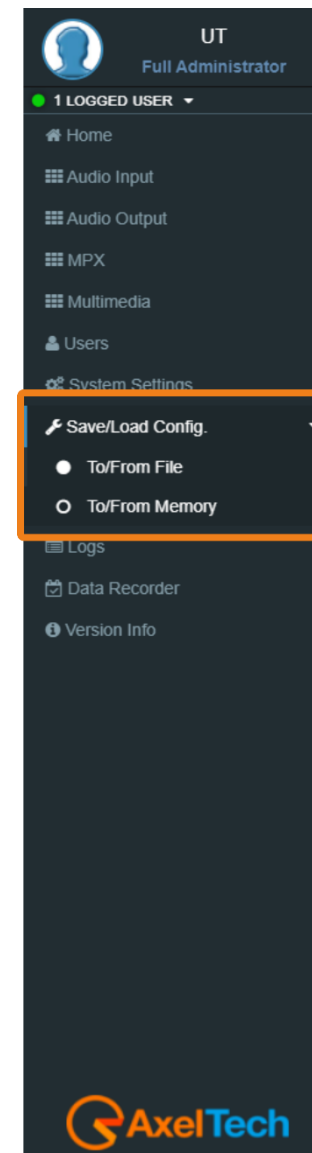 UT
Full Administrator
1 LOGGED USER
Home
Audio Input
Audio Output
MPX
Multimedia
Users
System Settings
Save/Load Config.
To/From File
To/From Memory
Logs
Data Recorder
Version Info
AxelTech